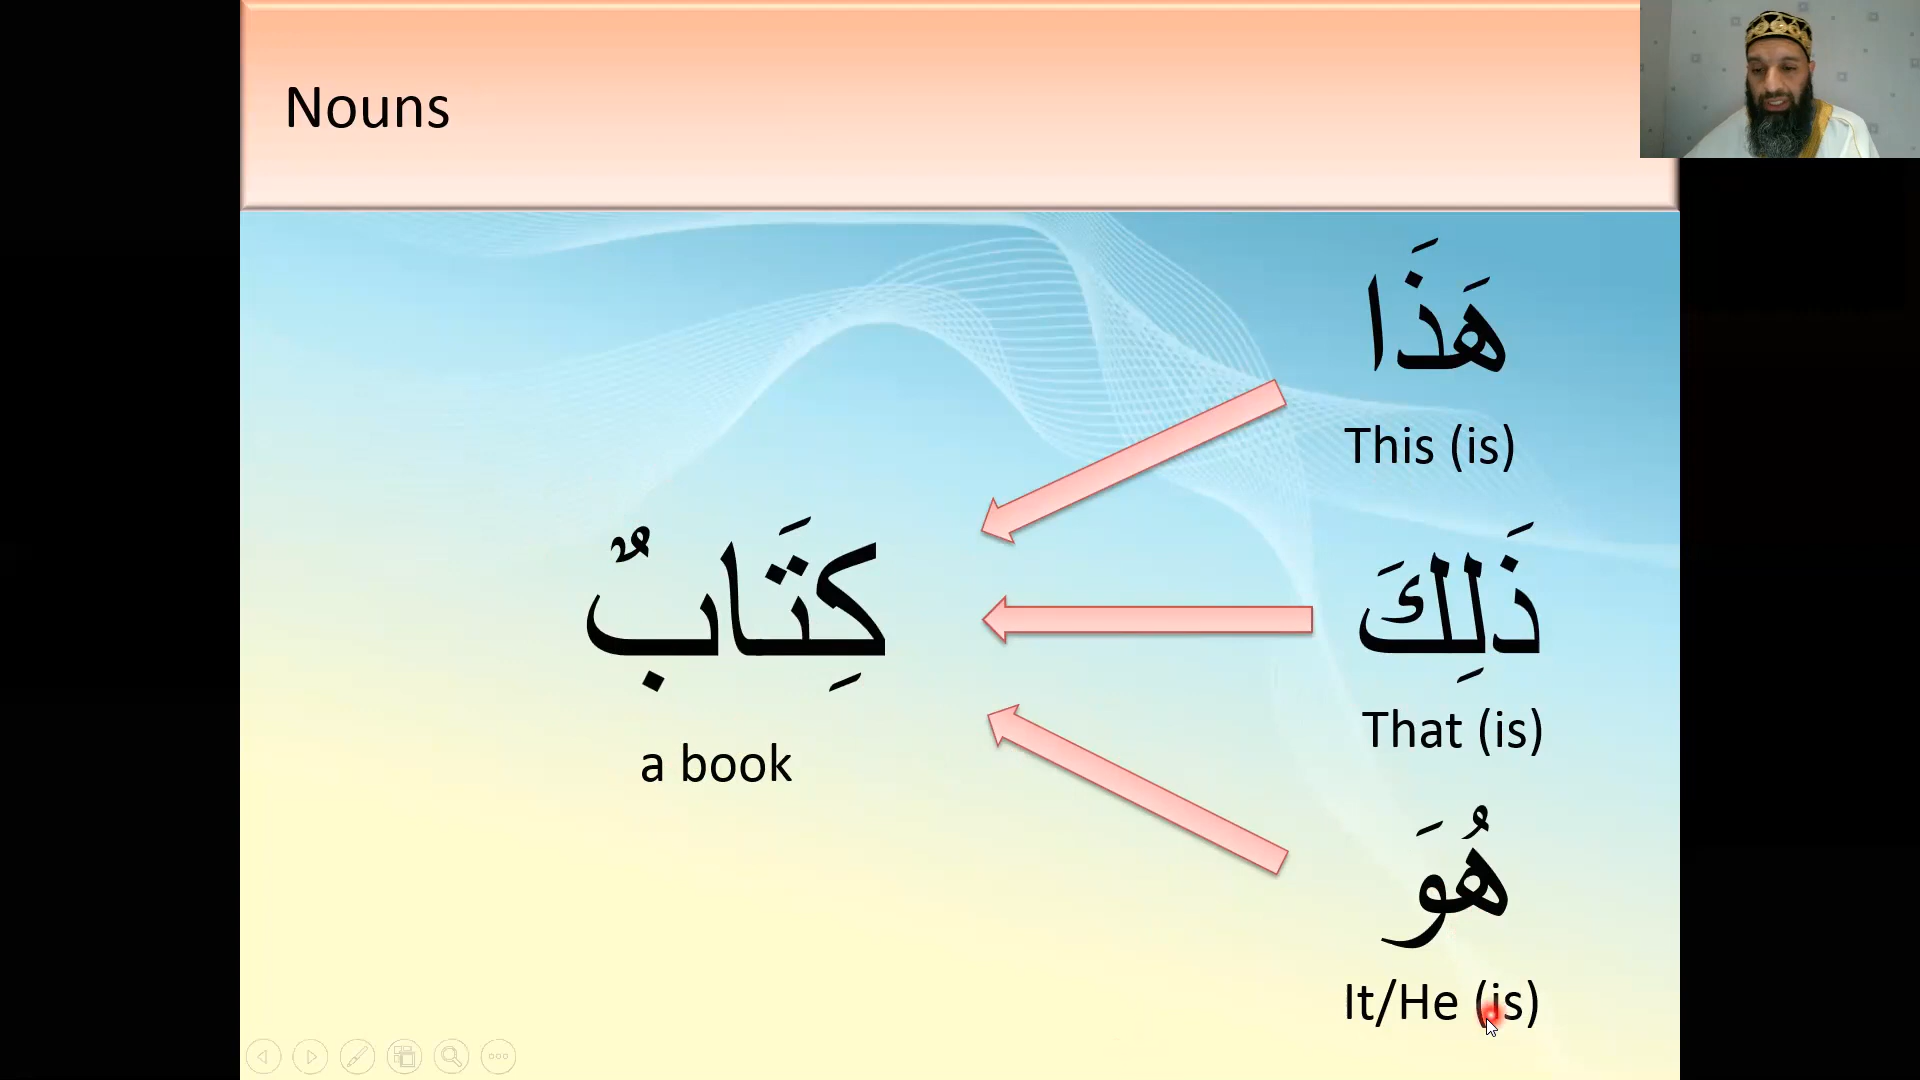 Nouns
هَذَا
This (is)
ذَلِكَ
That (is)
هُوَ
It/He (is)
كِتَابٌ
a book